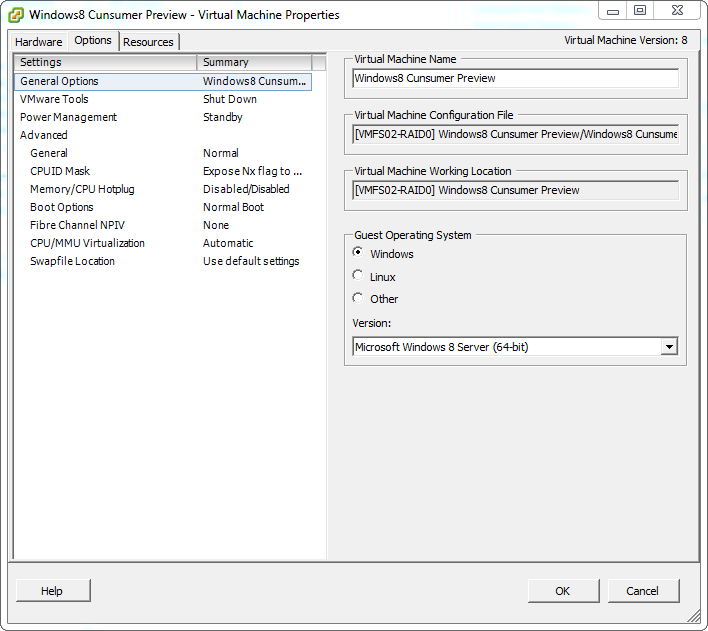 Windows8 Cunsumer Preview - Virtual Machine Properties
Hardware Options Resources
Virtual Machine Version: 8
Settings Summary
General Options Windows8 Cunsum...
VMware Tools Shut Down
Power Management Standby
Advanced
General Normal
CPUID Mask Expose Nx flag to ...
Memory/CPU Hotplug Disabled/Disabled
Boot Options Normal Boot
Fibre Channel NPIV None
CPU/MMU Virtualization Automatic
Swapfile Location Use default settings
Virtual Machine Name
Windows8 Cunsumer Preview
Virtual Machine Configuration File
[VMFS02-RAID0] Windows8 Cunsumer Preview/Windows8 Cunsume
Virtual Machine Working Location
[VMFS02-RAID0] Windows8 Cunsumer Preview
Guest Operating System
Windows
Linux
Other
Version:
Microsoft Windows 8 Server (64-bit)
Help OK Cancel